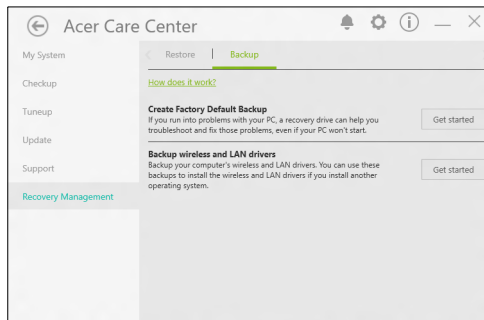 Acer Care Center
My System
Checkup
Tuneup
Update
Support
Recovery Management
Restore
Backup
How does it work?
Create Factory Default Backup
If you run into problems with your PC, a recovery drive can help you
troubleshoot and fix those problems, even if your PC won't start.
Get started
Backup wireless and LAN drivers
Backup your computer's wireless and LAN drivers. You can use these
backups to install the wireless and LAN drivers if you install another
operating system.
Get started